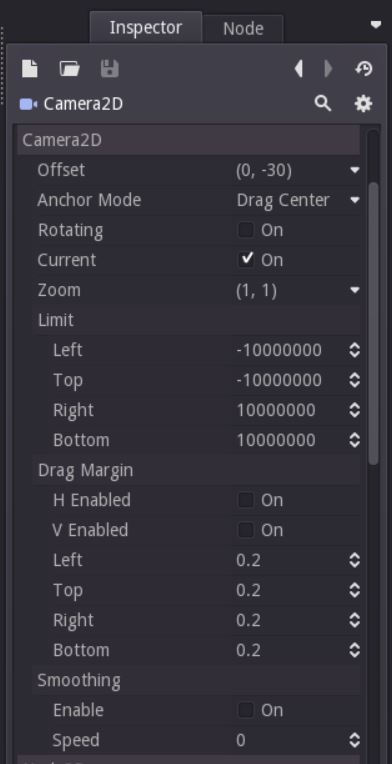 Inspector Node
Camera2D
Camera2D
Offset (0, -30)
Anchor Mode Drag Center
Rotating On
Current On
Zoom (1, 1)
Limit
Left -10000000
Top -10000000
Right 10000000
Bottom 10000000
Drag Margin
H Enabled On
V Enabled On
Left 0.2
Top 0.2
Right 0.2
Bottom 0.2
Smoothing
Enable On
Speed 0